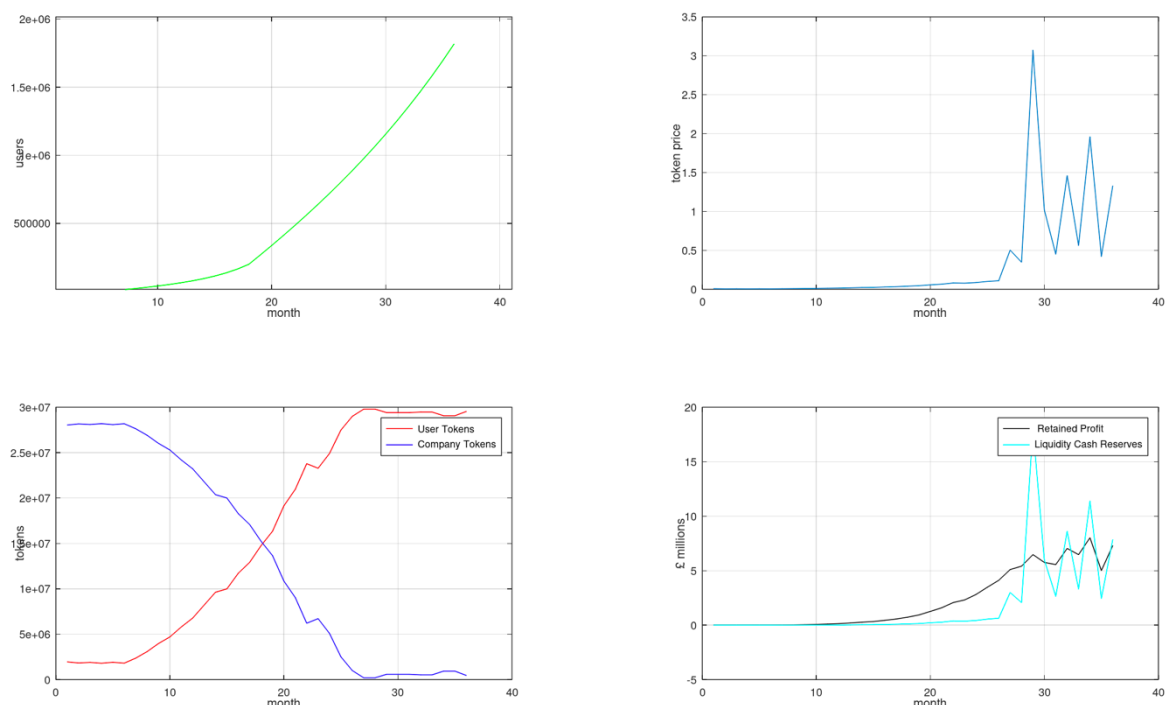 2e+06
1.5e+06
1e+06
500000
users
10
20
30
40
month
3.5
3
2.5
2
1.5
1
0.5
0
token price
0
10
20
30
40
month
3e+07
2.5e+07
2e+07
1.5e+07
1e+07
5e+06
0
tokens
User Tokens
Company Tokens
0
10
20
30
40
month
20
15
10
5
0
-5
£ millions
Retained Profit
Liquidity Cash Reserves
0
10
20
30
40
month